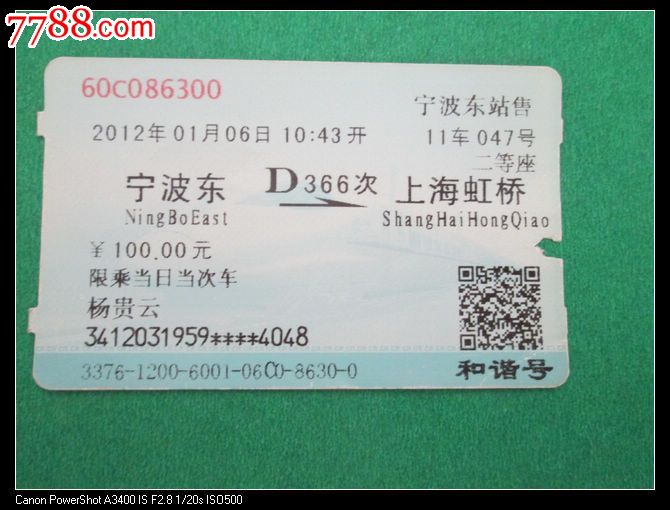 7788.com
60C086300
宁波东站售
2012年01月06日 10:43开
11车047号
二等座
宁波东
D366次
上海虹桥
NingBoEast
ShangHaiHongQiao
￥100.00元
限乘当日当次车
杨贵云
3412031959****4048
3376-1200-6001-06C0-8630-0
和谐号
Canon PowerShot A3400 IS F2.8 1/20s ISO500